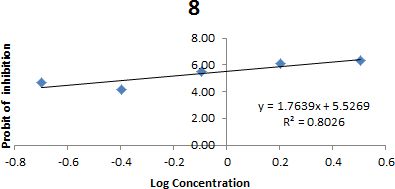 8
Probit of inhibition
8.00
6.00
4.00
2.00
0.00
y = 1.7639x + 5.5269
R² = 0.8026
-0.8 -0.6 -0.4 -0.2 0 0.2 0.4 0.6
Log Concentration